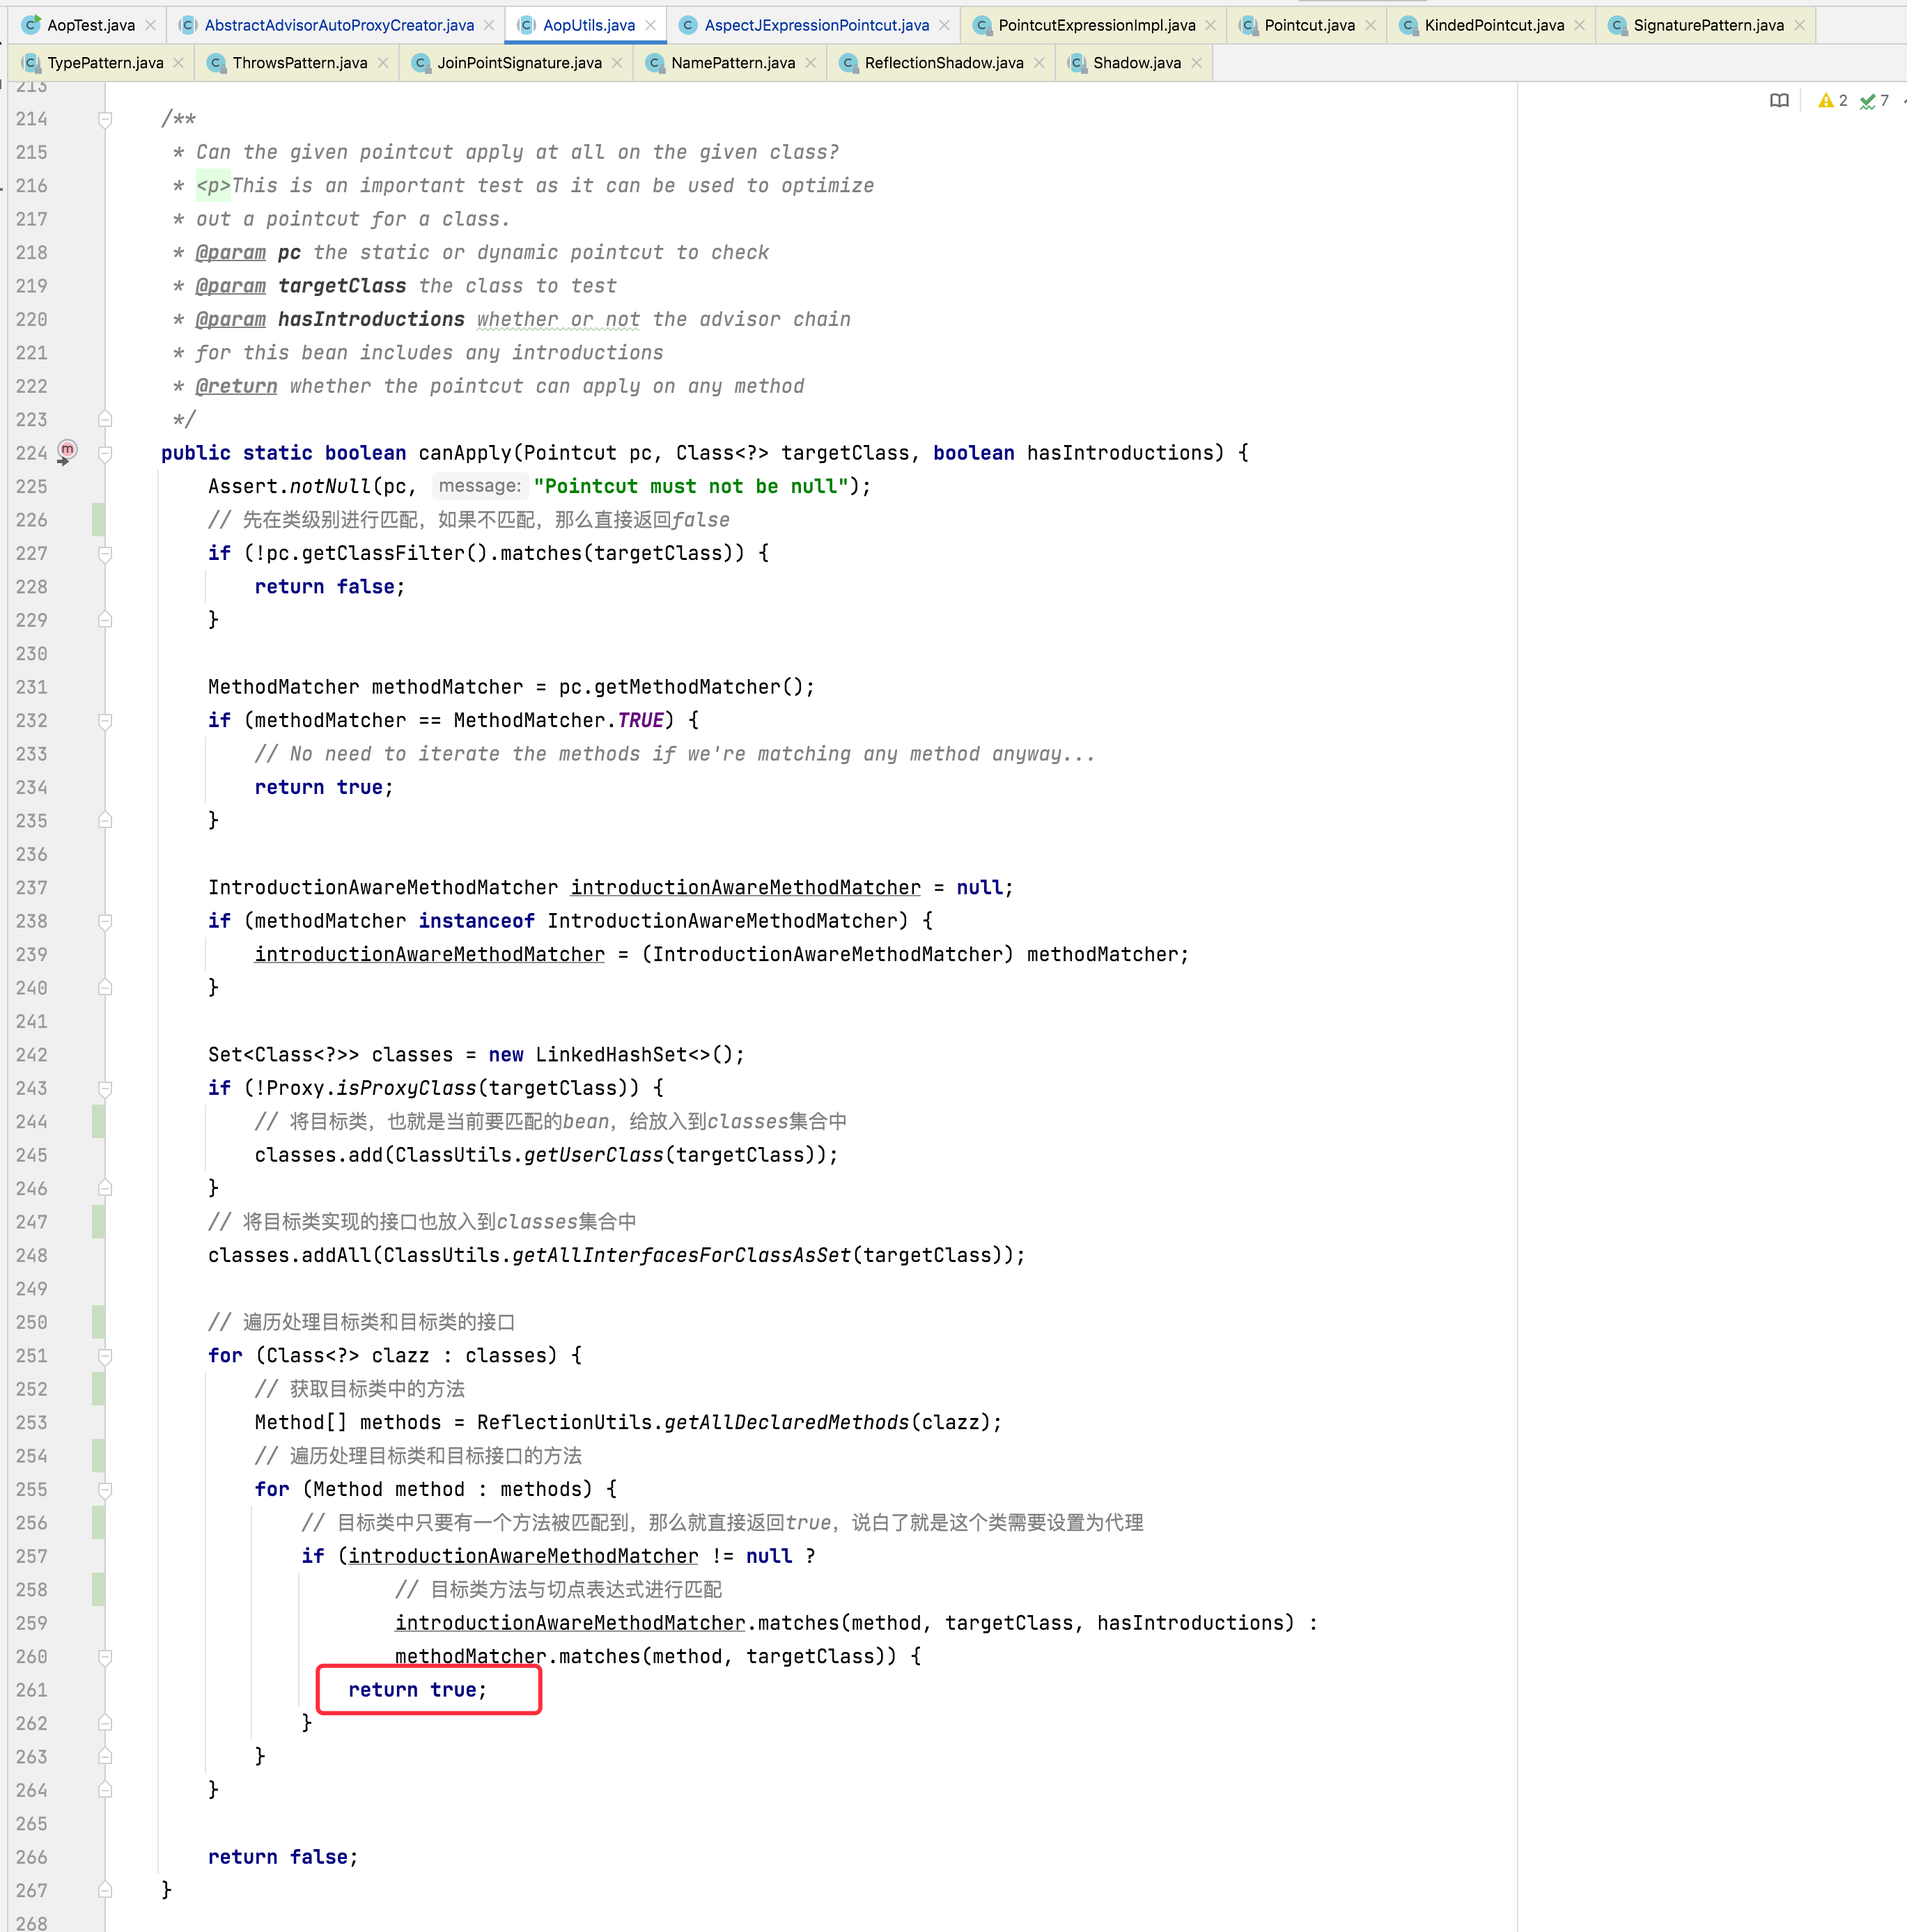 AopTest.java AbstractAdvisorAutoProxyCreator.java AopUtils.java AspectJExpressionPointcut.java PointcutExpressionImpl.java Pointcut.java KindedPointcut.java SignaturePattern.java
TypePattern.java ThrowsPattern.java JoinPointSignature.java NamePattern.java ReflectionShadow.java Shadow.java
213
2 7
214 /**
215 * Can the given pointcut apply at all on the given class?
216 * <p>This is an important test as it can be used to optimize
217 * out a pointcut for a class.
218 * @param pc the static or dynamic pointcut to check
219 * @param targetClass the class to test
220 * @param hasIntroductions whether or not the advisor chain
221 * for this bean includes any introductions
222 * @return whether the pointcut can apply on any method
223 */
224 public static boolean canApply(Pointcut pc, Class<?> targetClass, boolean hasIntroductions) {
225 Assert.notNull(pc, message: "Pointcut must not be null");
226 // 先在类级别进行匹配，如果不匹配，那么直接返回false
227 if (!pc.getClassFilter().matches(targetClass)) {
228 return false;
229 }
230
231 MethodMatcher methodMatcher = pc.getMethodMatcher();
232 if (methodMatcher == MethodMatcher.TRUE) {
233 // No need to iterate the methods if we're matching any method anyway...
234 return true;
235 }
236
237 IntroductionAwareMethodMatcher introductionAwareMethodMatcher = null;
238 if (methodMatcher instanceof IntroductionAwareMethodMatcher) {
239 introductionAwareMethodMatcher = (IntroductionAwareMethodMatcher) methodMatcher;
240 }
241
242 Set<Class<?>> classes = new LinkedHashSet<>();
243 if (!Proxy.isProxyClass(targetClass)) {
244 // 将目标类，也就是当前要匹配的bean，给放入到classes集合中
245 classes.add(ClassUtils.getUserClass(targetClass));
246 }
247 // 将目标类实现的接口也放入到classes集合中
248 classes.addAll(ClassUtils.getAllInterfacesForClassAsSet(targetClass));
249
250 // 遍历处理目标类和目标类的接口
251 for (Class<?> clazz : classes) {
252 // 获取目标类中的方法
253 Method[] methods = ReflectionUtils.getAllDeclaredMethods(clazz);
254 // 遍历处理目标类和目标接口的方法
255 for (Method method : methods) {
256 // 目标类中只要有一个方法被匹配到，那么就直接返回true，说白了就是这个类需要设置为代理
257 if (introductionAwareMethodMatcher != null ?
258 // 目标类方法与切点表达式进行匹配
259 introductionAwareMethodMatcher.matches(method, targetClass, hasIntroductions) :
260 methodMatcher.matches(method, targetClass)) {
261 return true;
262 }
263 }
264 }
265
266 return false;
267 }
268